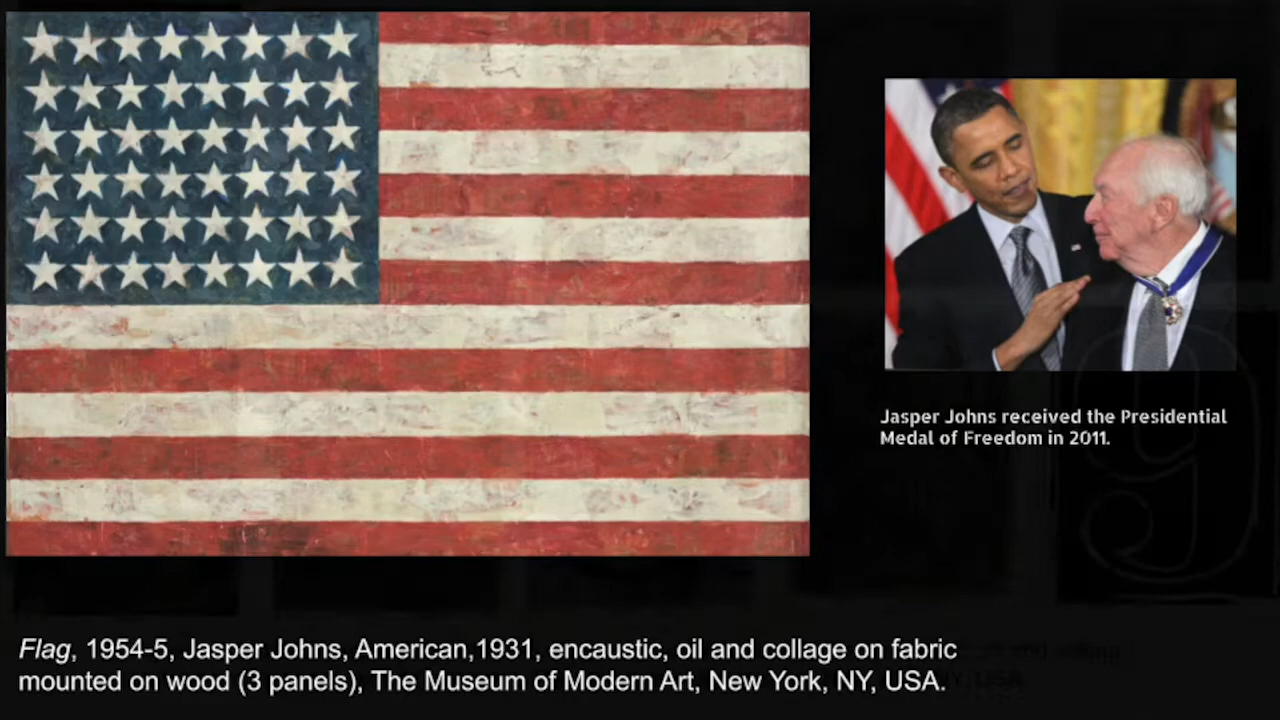 Jasper Johns received the Presidential
Medal of Freedom in 2011.
Flag, 1954-5, Jasper Johns, American,1931, encaustic, oil and collage on fabric
mounted on wood (3 panels), The Museum of Modern Art, New York, NY, USA.